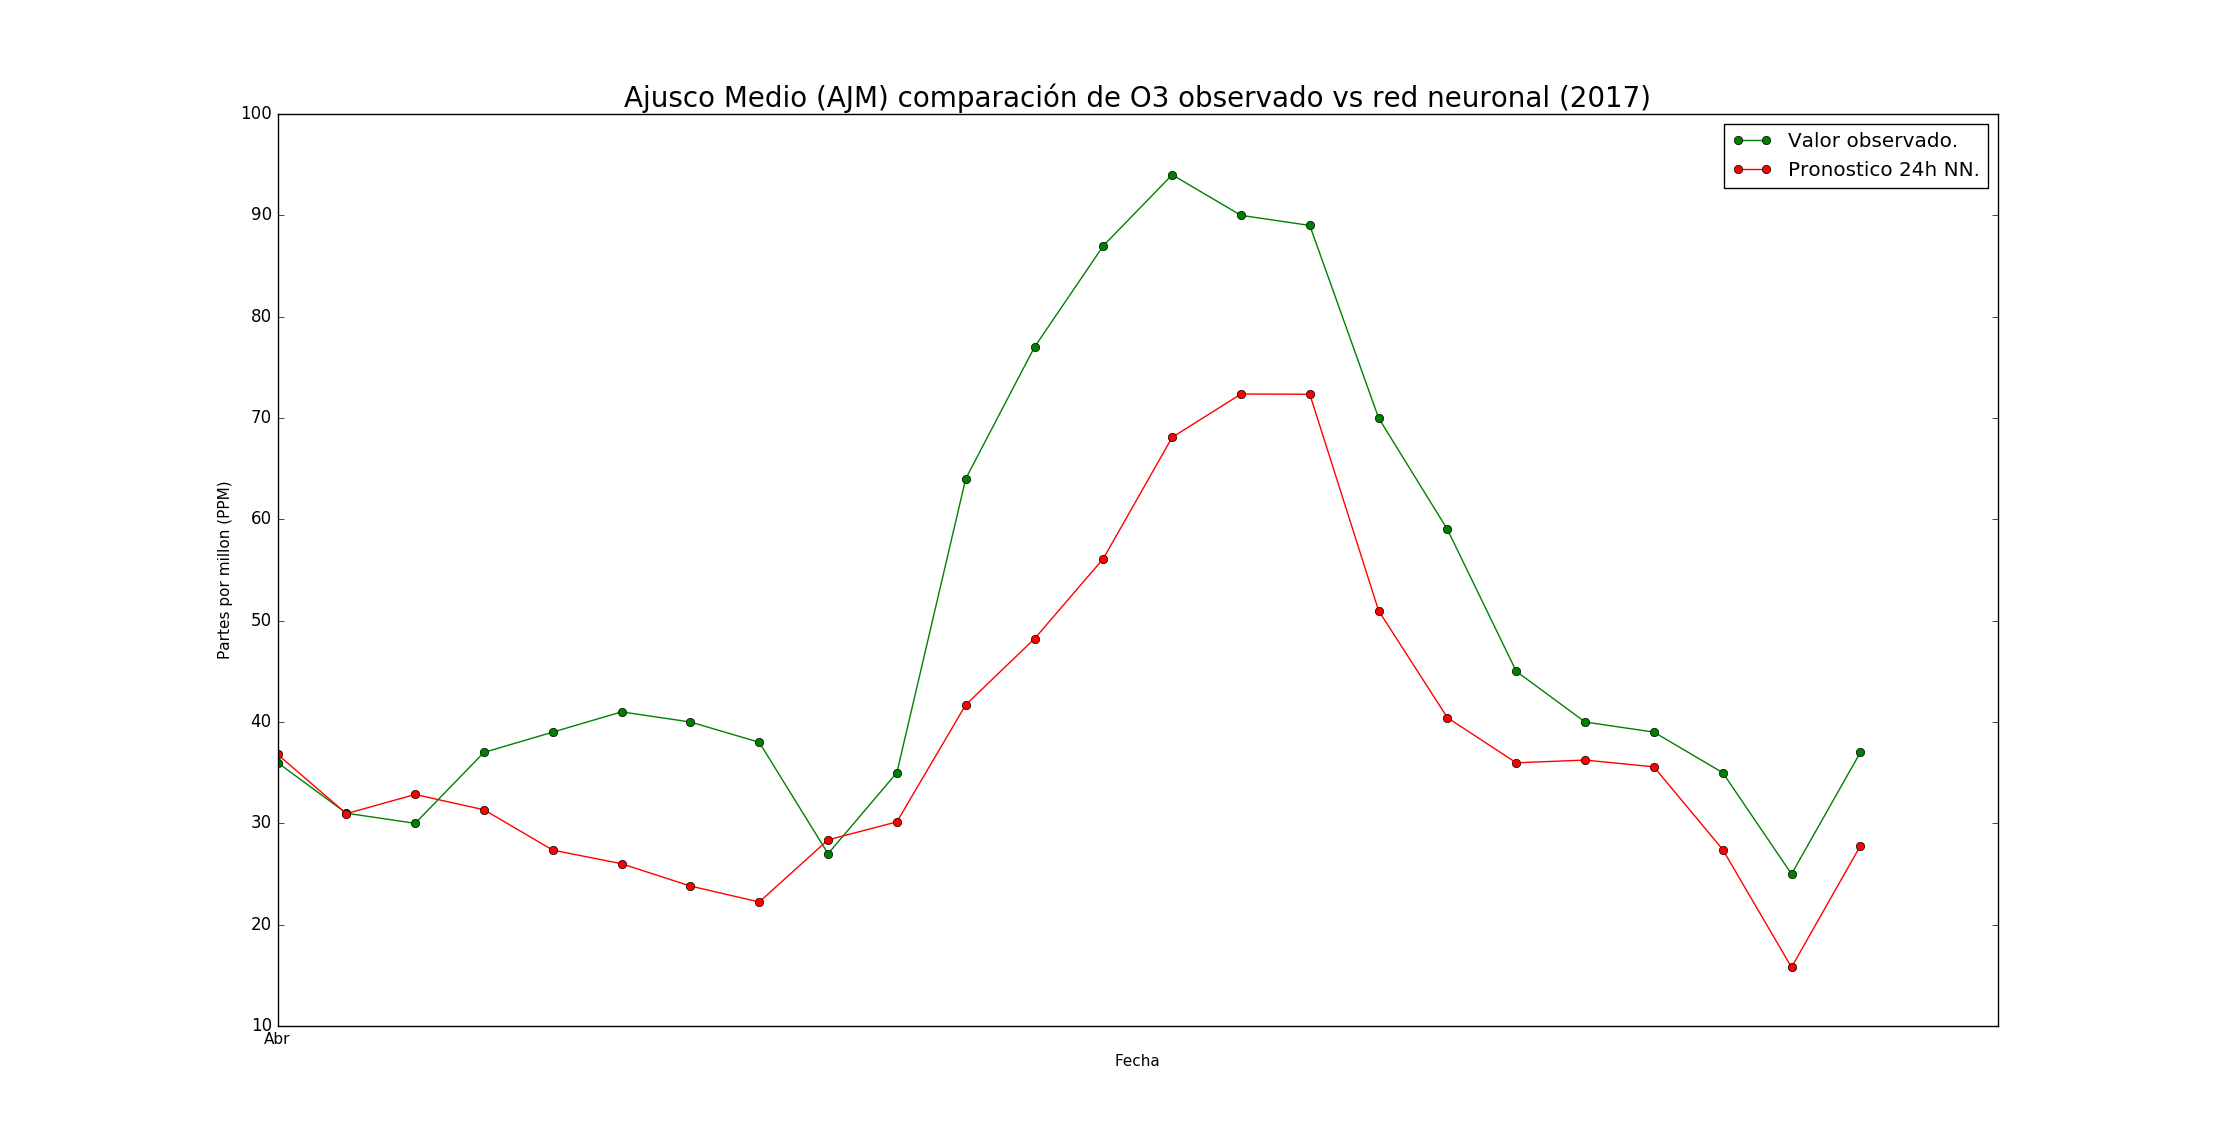 Ajusco Medio (AJM) comparación de O3 observado vs red neuronal (2017)
Valor observado.
Pronostico 24h NN.
Partes por millon (PPM)
100
90
80
70
60
50
40
30
20
10
Abr
Fecha